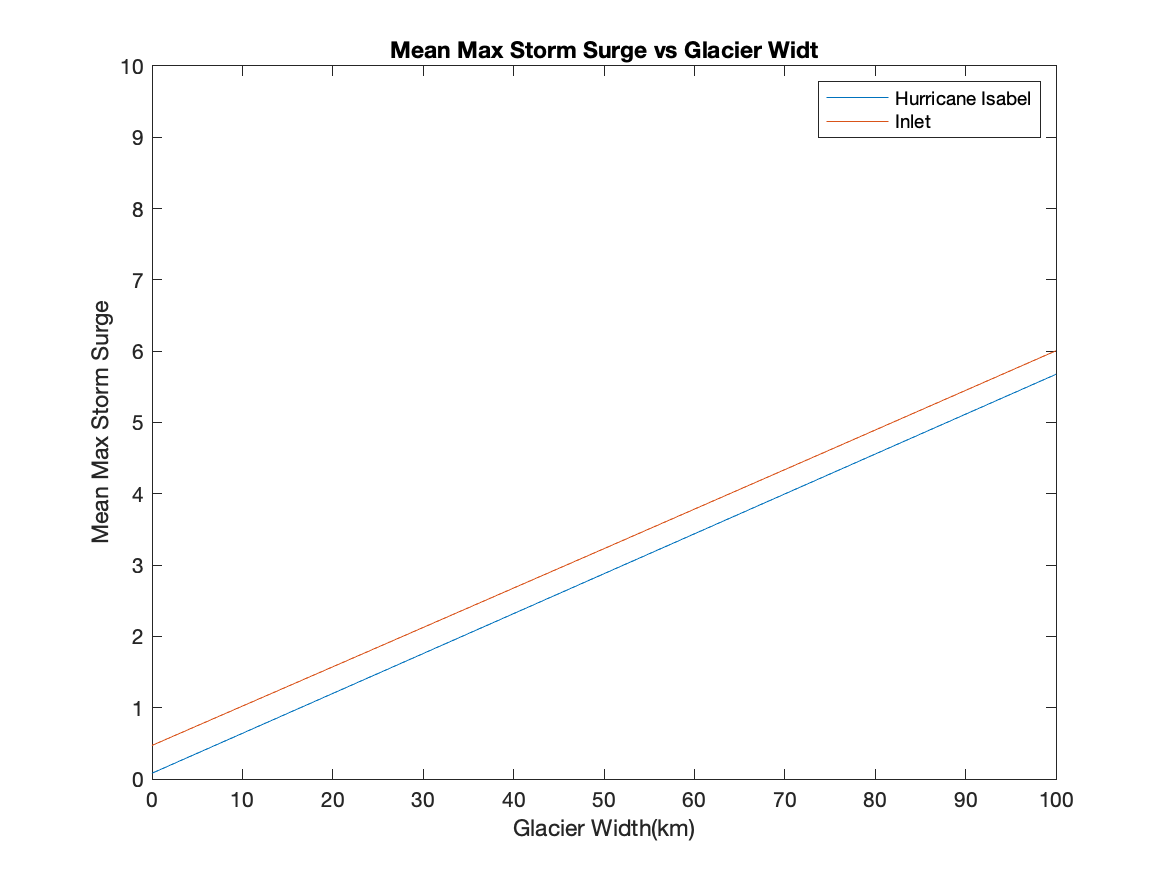 Mean Max Storm Surge vs Glacier Widt
Hurricane Isabel
Inlet
10
9
8
7
6
5
4
3
2
1
0
Mean Max Storm Surge
0 10 20 30 40 50 60 70 80 90 100
Glacier Width(km)